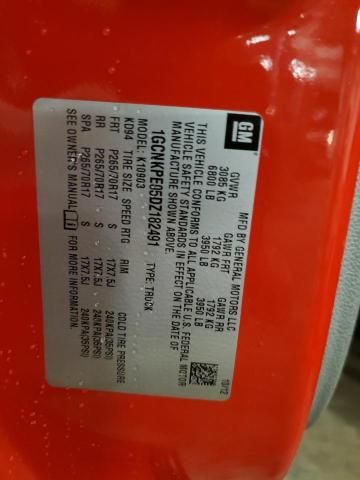 GM
MFD BY GENERAL MOTORS LLC
GVWR GAWR FRT GAWR RR
3085 KG 1792 KG 1792 KG
6800 LB 3950 LB 3950 LB
10/12
THIS VEHICLE CONFORMS TO ALL APPLICABLE U.S. FEDERAL MOTOR
VEHICLE SAFETY STANDARDS IN EFFECT ON THE DATE OF
MANUFACTURE SHOWN ABOVE.
1GCNKPE05DZ182491 TYPE: TRUCK
MODEL: K10903
KD94 TIRE SIZE SPEED RTG RIM COLD TIRE PRESSURE
FRT P265/70R17 S 17X7.5J 240KPA(35PSI)
RR P265/70R17 S 17X7.5J 240KPA(35PSI)
SPA P265/70R17 S 17X7.5J 240KPA(35PSI)
SEE OWNER'S MANUAL FOR MORE INFORMATION.